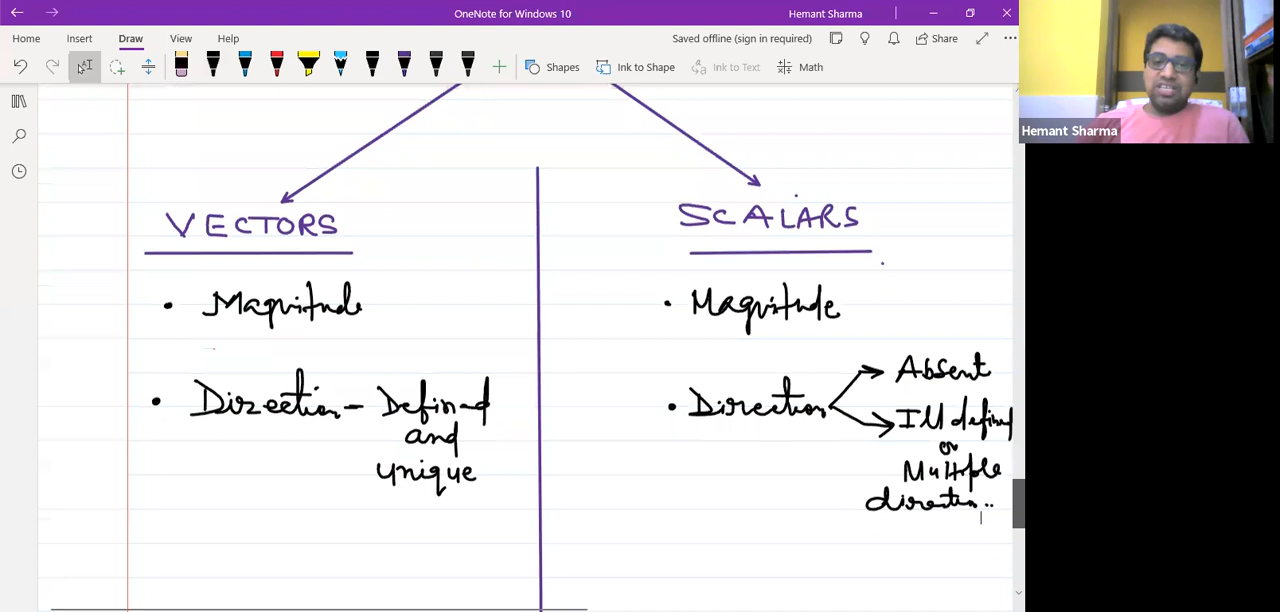 OneNote for Windows 10
Hemant Sharma
Home Insert Draw View Help
Saved offline (sign in required)
Share
Shapes
Ink to Shape
Ink to Text
Math
Hemant Sharma
VECTORS
• Magnitude
• Direction - Defined
and
unique
SCALARS
• Magnitude
• Direction
Absent
Ill defined
or
Multiple
direction..